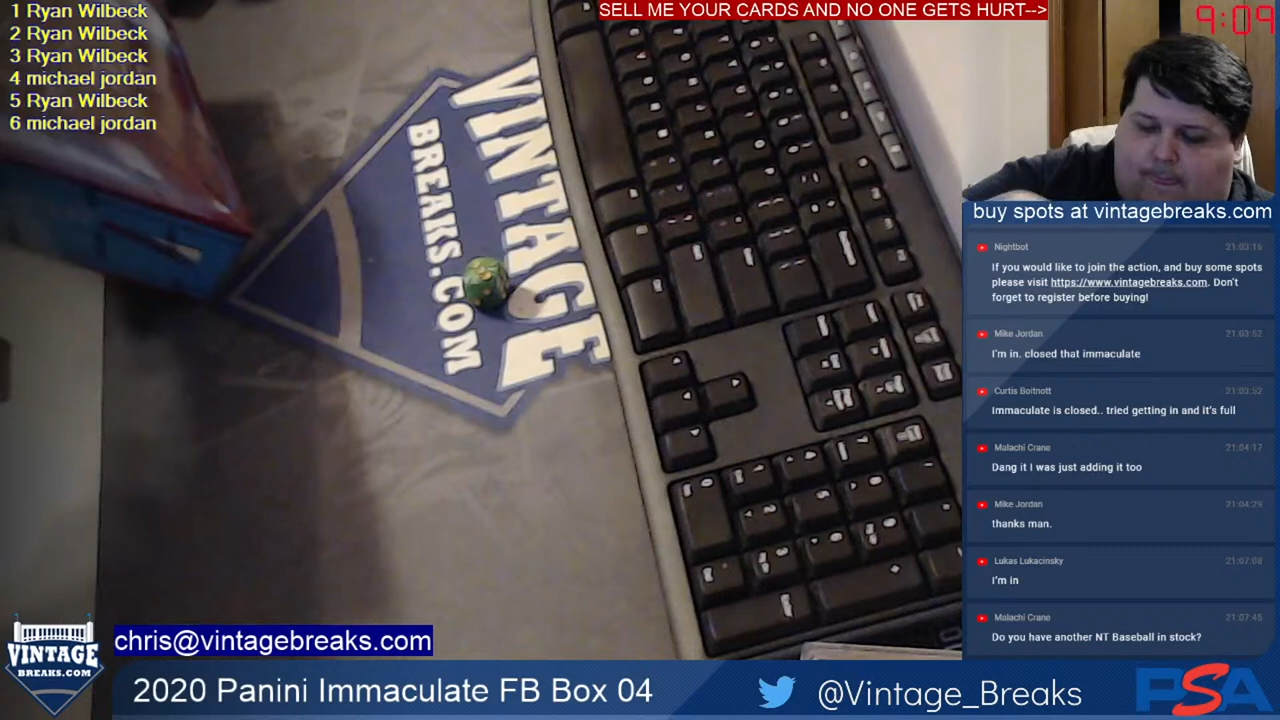 1 Ryan Wilbeck
2 Ryan Wilbeck
3 Ryan Wilbeck
4 michael jordan
5 Ryan Wilbeck
6 michael jordan
SELL ME YOUR CARDS AND NO ONE GETS HURT-->
9:09
VINTAGE
BREAKS.COM
buy spots at vintagebreaks.com
Nightbot 21:03:16
If you would like to join the action, and buy some spots
please visit https://www.vintagebreaks.com. Don't
forget to register before buying!
Mike Jordan 21:03:52
I'm in. closed that immaculate
Curtis Boitnott 21:03:52
Immaculate is closed.. tried getting in and it's full
Malachi Crane 21:04:17
Dang it I was just adding it too
Mike Jordan 21:04:29
thanks man.
Lukas Lukacinsky 21:07:08
I'm in
Malachi Crane 21:07:45
Do you have another NT Baseball in stock?
VINTAGE
BREAKS.COM
chris@vintagebreaks.com
2020 Panini Immaculate FB Box 04
@Vintage_Breaks
PSA